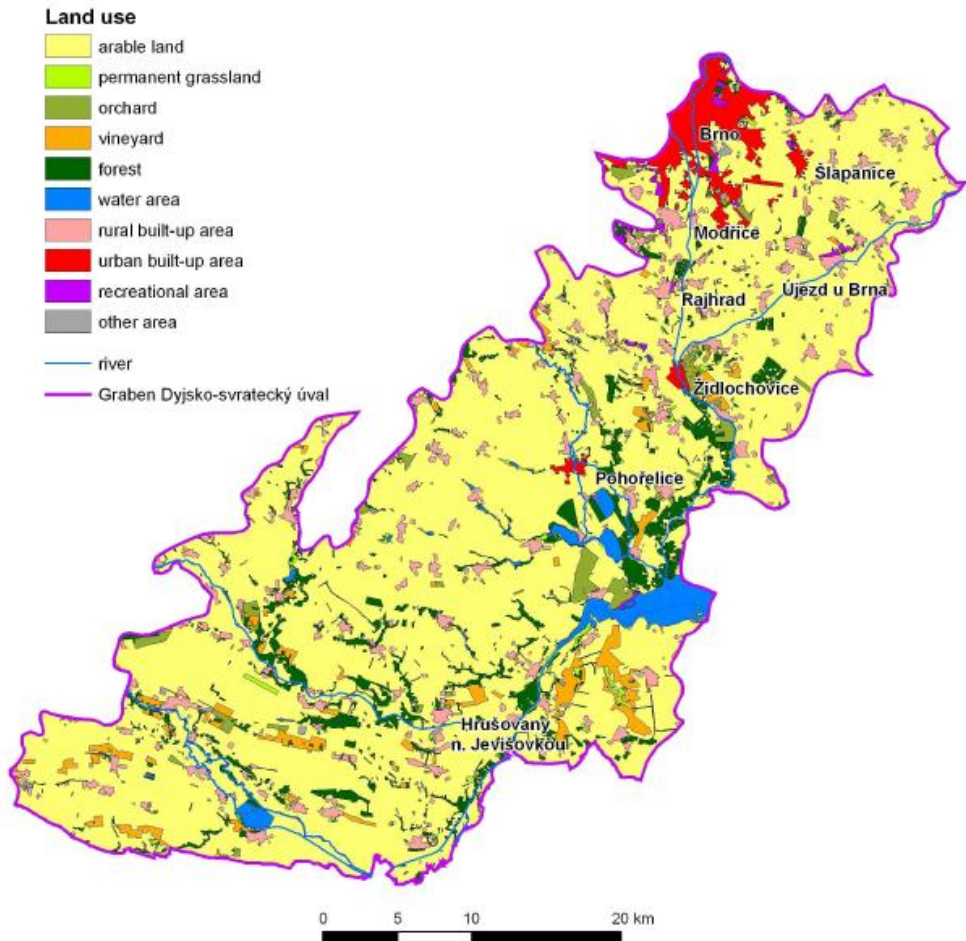 Land use
arable land
permanent grassland
orchard
vineyard
forest
water area
rural built-up area
urban built-up area
recreational area
other area
river
Graben Dyjsko-svratecký úval
Brno
Šlapanice
Modřice
Rajhrad
Újezd u Brna
Židlochovice
Pohořelice
Hrušovany
n. Jevišovkou
0 5 10 20 km